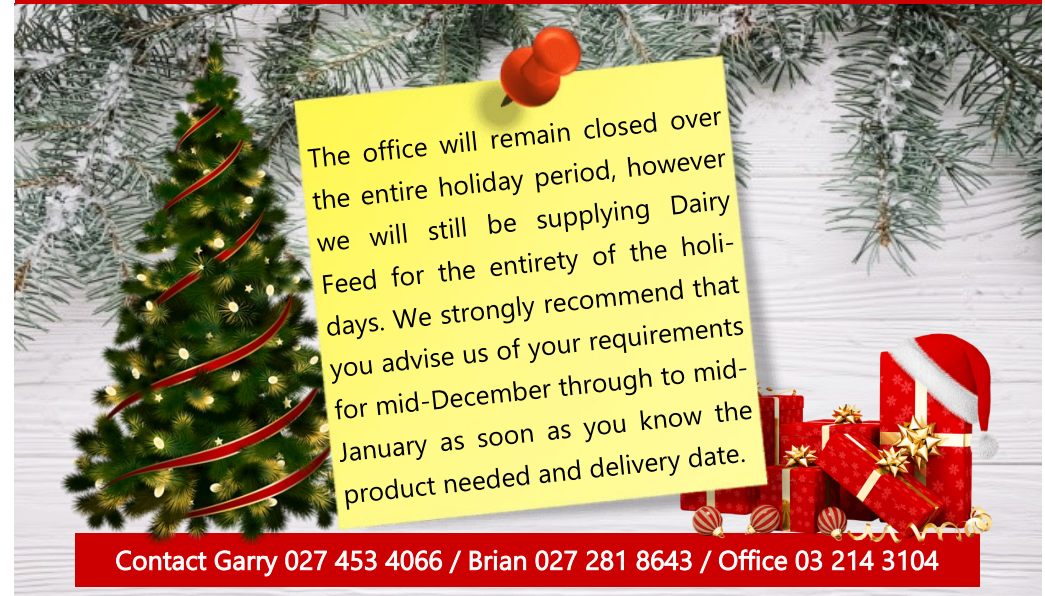 The office will remain closed over
the entire holiday period, however
we will still be supplying Dairy
Feed for the entirety of the holi-
days. We strongly recommend that
you advise us of your requirements
for mid-December through to mid-
January as soon as you know the
product needed and delivery date.
Contact Garry 027 453 4066 / Brian 027 281 8643 / Office 03 214 3104